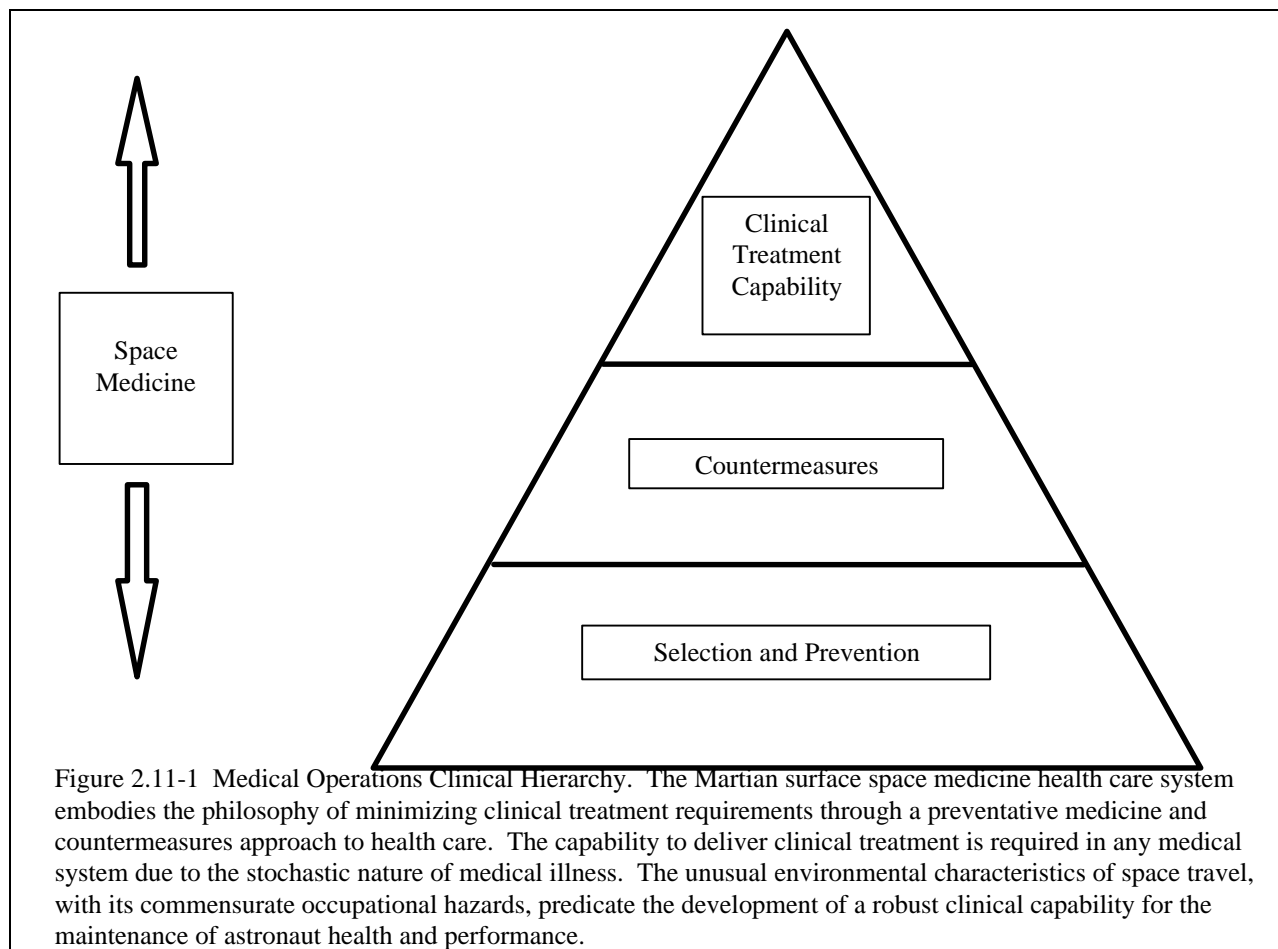 Clinical
Treatment
Capability
Space
Medicine
Countermeasures
Selection and Prevention
Figure 2.11-1  Medical Operations Clinical Hierarchy.  The Martian surface space medicine health care system
embodies the philosophy of minimizing clinical treatment requirements through a preventative medicine and
countermeasures approach to health care.  The capability to deliver clinical treatment is required in any medical
system due to the stochastic nature of medical illness.  The unusual environmental characteristics of space travel,
with its commensurate occupational hazards, predicate the development of a robust clinical capability for the
maintenance of astronaut health and performance.